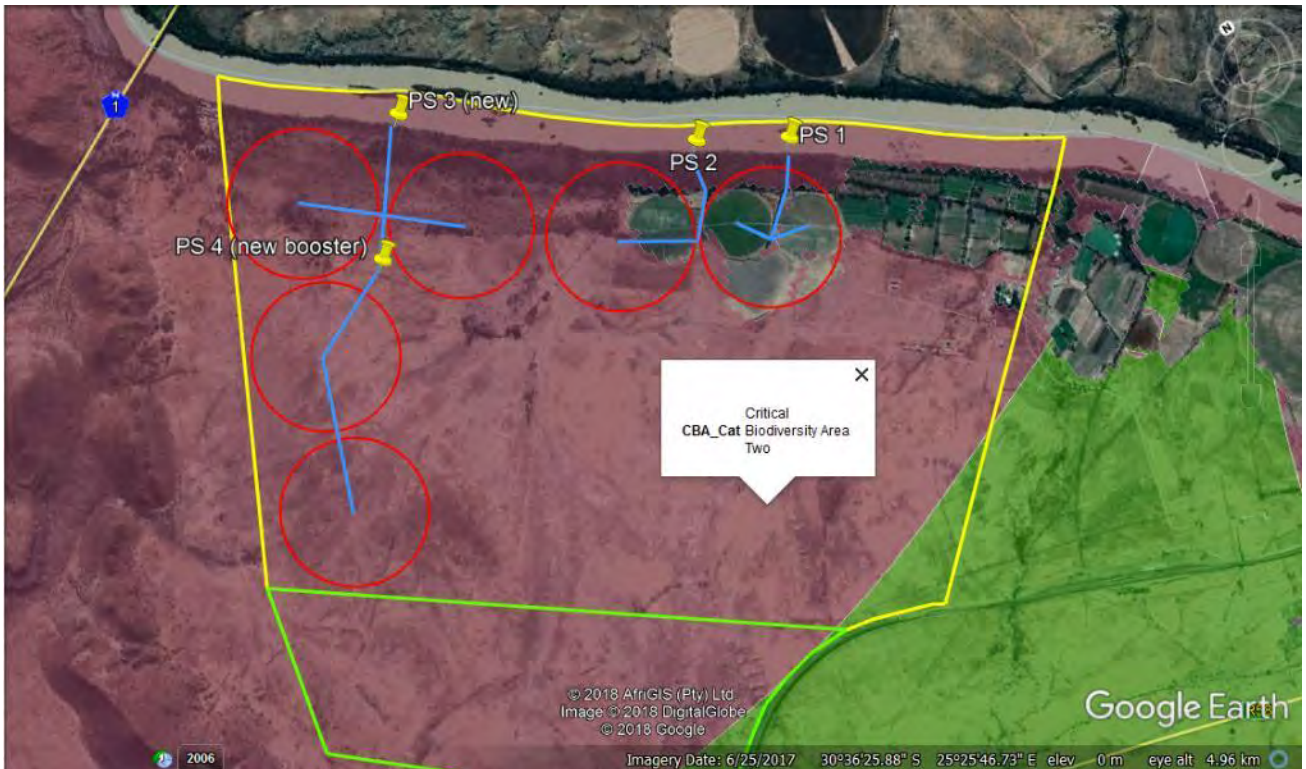 N
N
1
PS 3 (new)
PS 1
PS 2
PS 4 (new booster)
Critical
CBA_Cat Biodiversity Area
Two
© 2018 AfriGIS (Pty) Ltd.
Image © 2018 DigitalGlobe
© 2018 Google
Google Earth
2006
Imagery Date: 6/25/2017 30°36'25.88" S 25°25'46.73" E elev 0 m eye alt 4.96 km